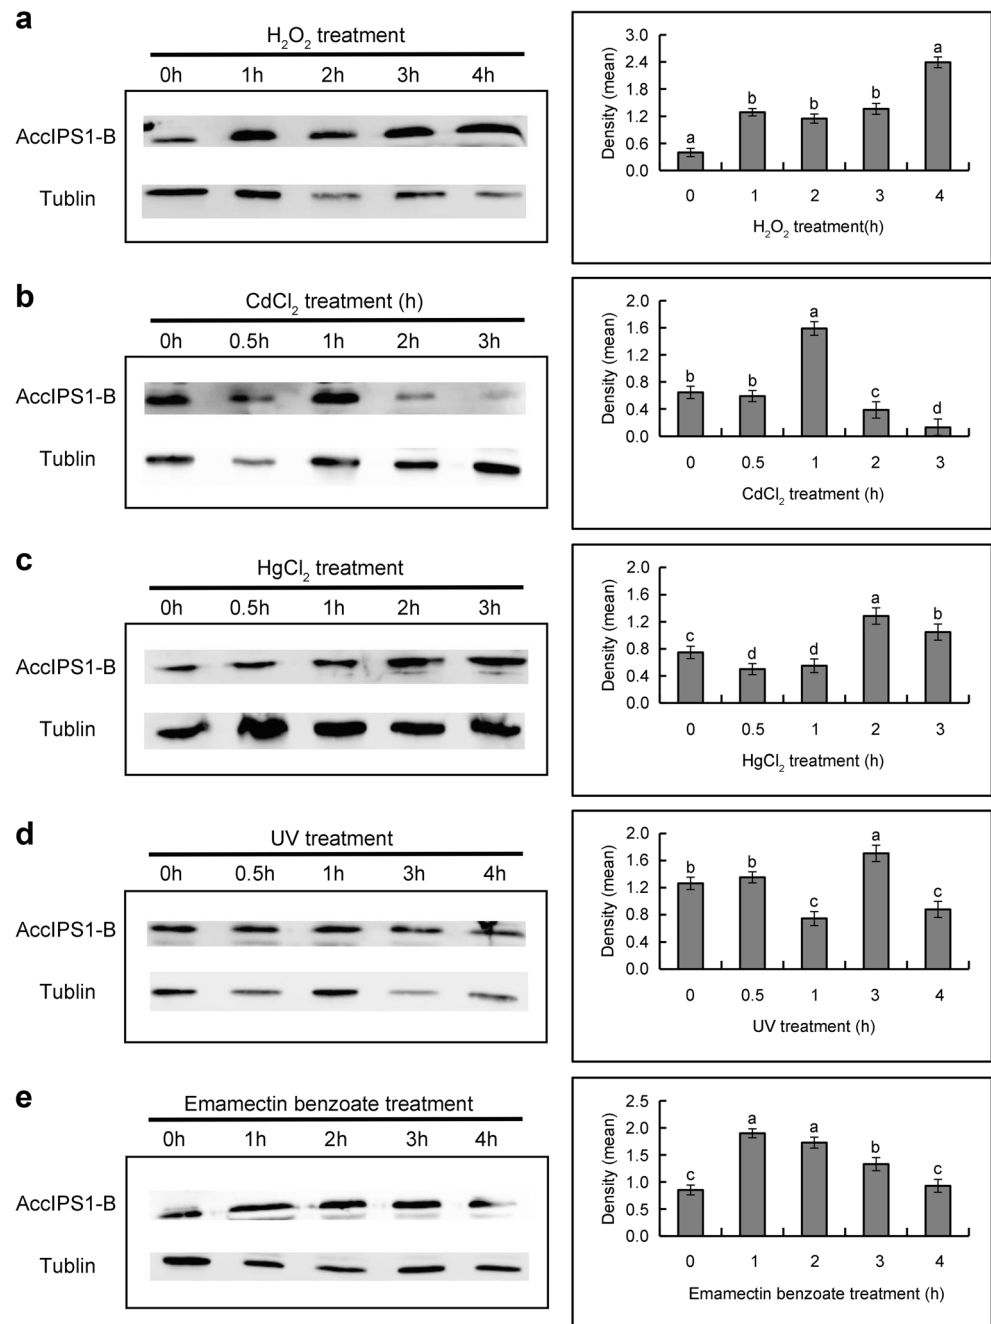 a
H₂O₂ treatment
0h 1h 2h 3h 4h
AccIPS1-B
Tublin
Density (mean)
3.0
2.4
1.8
1.2
0.6
0.0
a b b b a
0 1 2 3 4
H₂O₂ treatment(h)
b
CdCl₂ treatment (h)
0h 0.5h 1h 2h 3h
AccIPS1-B
Tublin
Density (mean)
2.0
1.6
1.2
0.8
0.4
0.0
b b a c d
0 0.5 1 2 3
CdCl₂ treatment (h)
c
HgCl₂ treatment
0h 0.5h 1h 2h 3h
AccIPS1-B
Tublin
Density (mean)
2.0
1.6
1.2
0.8
0.4
0.0
c d d a b
0 0.5 1 2 3
HgCl₂ treatment (h)
d
UV treatment
0h 0.5h 1h 3h 4h
AccIPS1-B
Tublin
Density (mean)
2.0
1.6
1.2
0.8
0.4
0.0
b b c a c
0 0.5 1 3 4
UV treatment (h)
e
Emamectin benzoate treatment
0h 1h 2h 3h 4h
AccIPS1-B
Tublin
Density (mean)
2.5
2.0
1.5
1.0
0.5
0.0
c a a b c
0 1 2 3 4
Emamectin benzoate treatment (h)